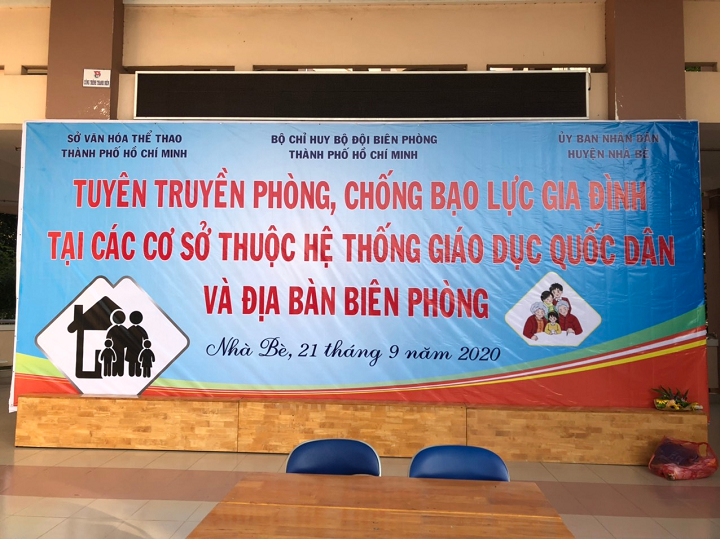 SỞ VĂN HÓA THỂ THAO
THÀNH PHỐ HỒ CHÍ MINH
BỘ CHỈ HUY BỘ ĐỘI BIÊN PHÒNG
THÀNH PHỐ HỒ CHÍ MINH
ỦY BAN NHÂN DÂN
HUYỆN NHÀ BÈ
TUYÊN TRUYỀN PHÒNG, CHỐNG BẠO LỰC GIA ĐÌNH
TẠI CÁC CƠ SỞ THUỘC HỆ THỐNG GIÁO DỤC QUỐC DÂN
VÀ ĐỊA BÀN BIÊN PHÒNG
Nhà Bè, 21 tháng 9 năm 2020